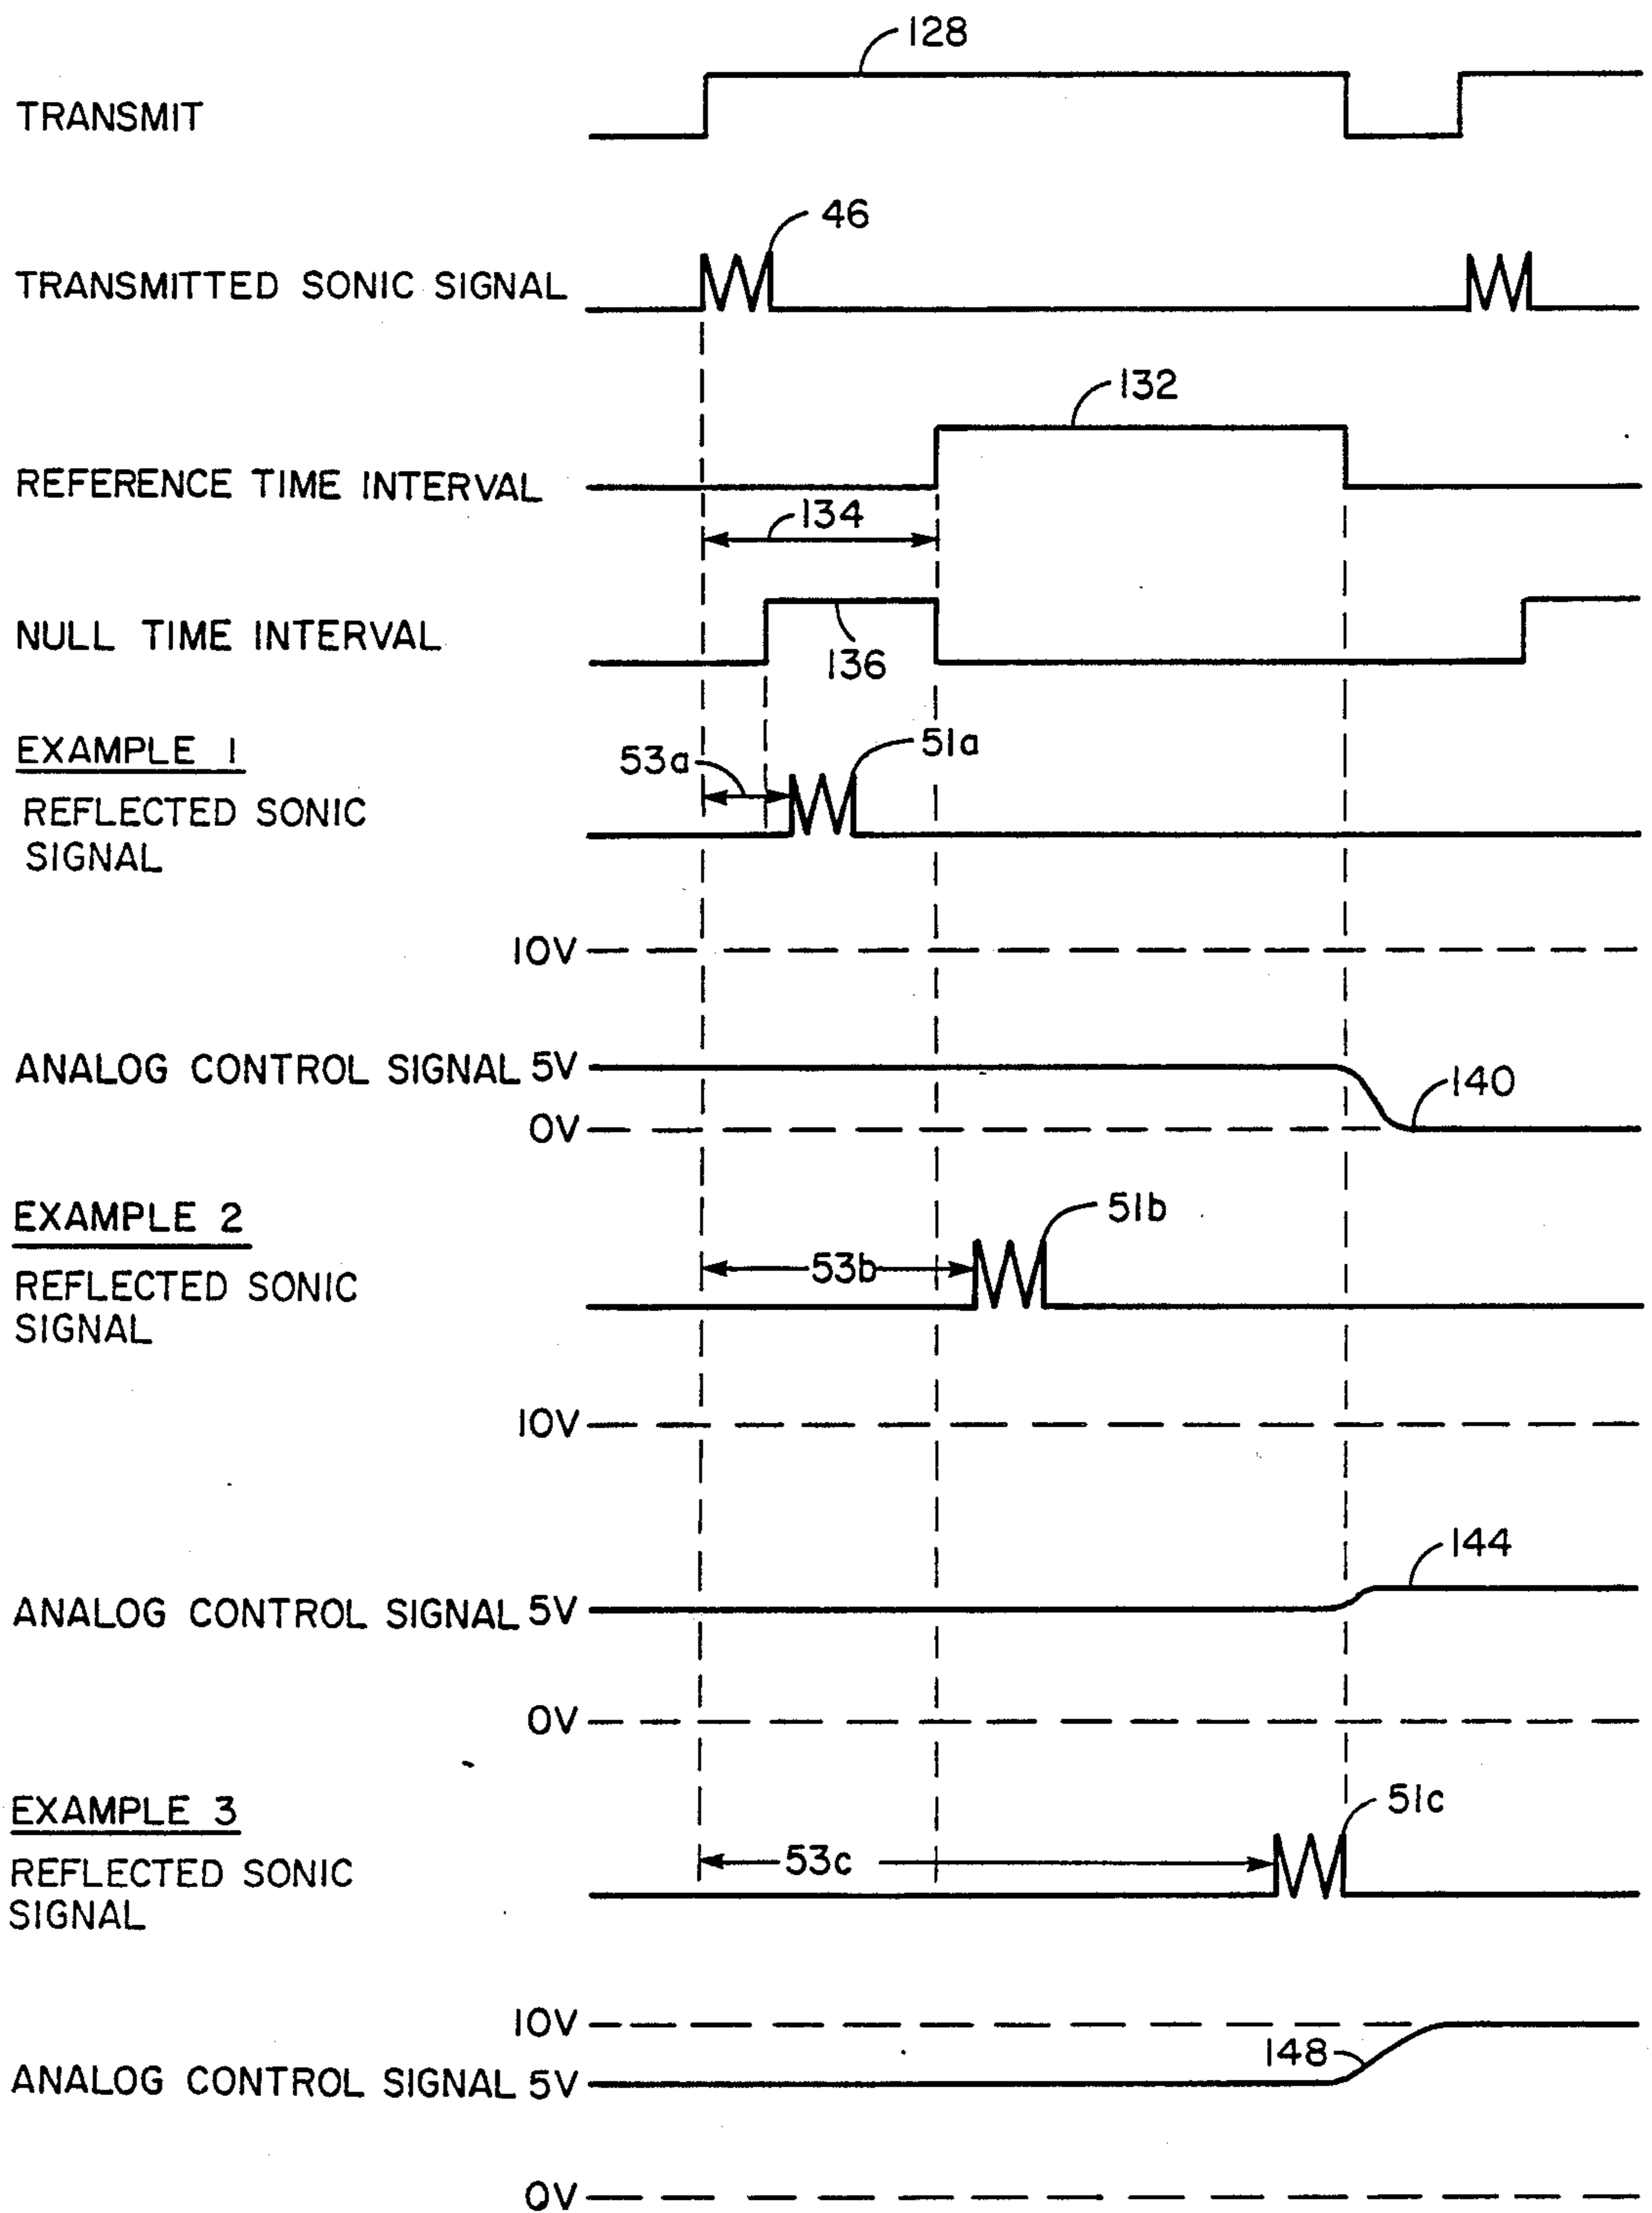 128
TRANSMIT
46
TRANSMITTED SONIC SIGNAL
132
REFERENCE TIME INTERVAL
134
NULL TIME INTERVAL
136
EXAMPLE 1
53a
51a
REFLECTED SONIC
SIGNAL
10V
ANALOG CONTROL SIGNAL 5V
140
0V
EXAMPLE 2
51b
53b
REFLECTED SONIC
SIGNAL
10V
144
ANALOG CONTROL SIGNAL 5V
0V
EXAMPLE 3
51c
53c
REFLECTED SONIC
SIGNAL
10V
148
ANALOG CONTROL SIGNAL 5V
0V